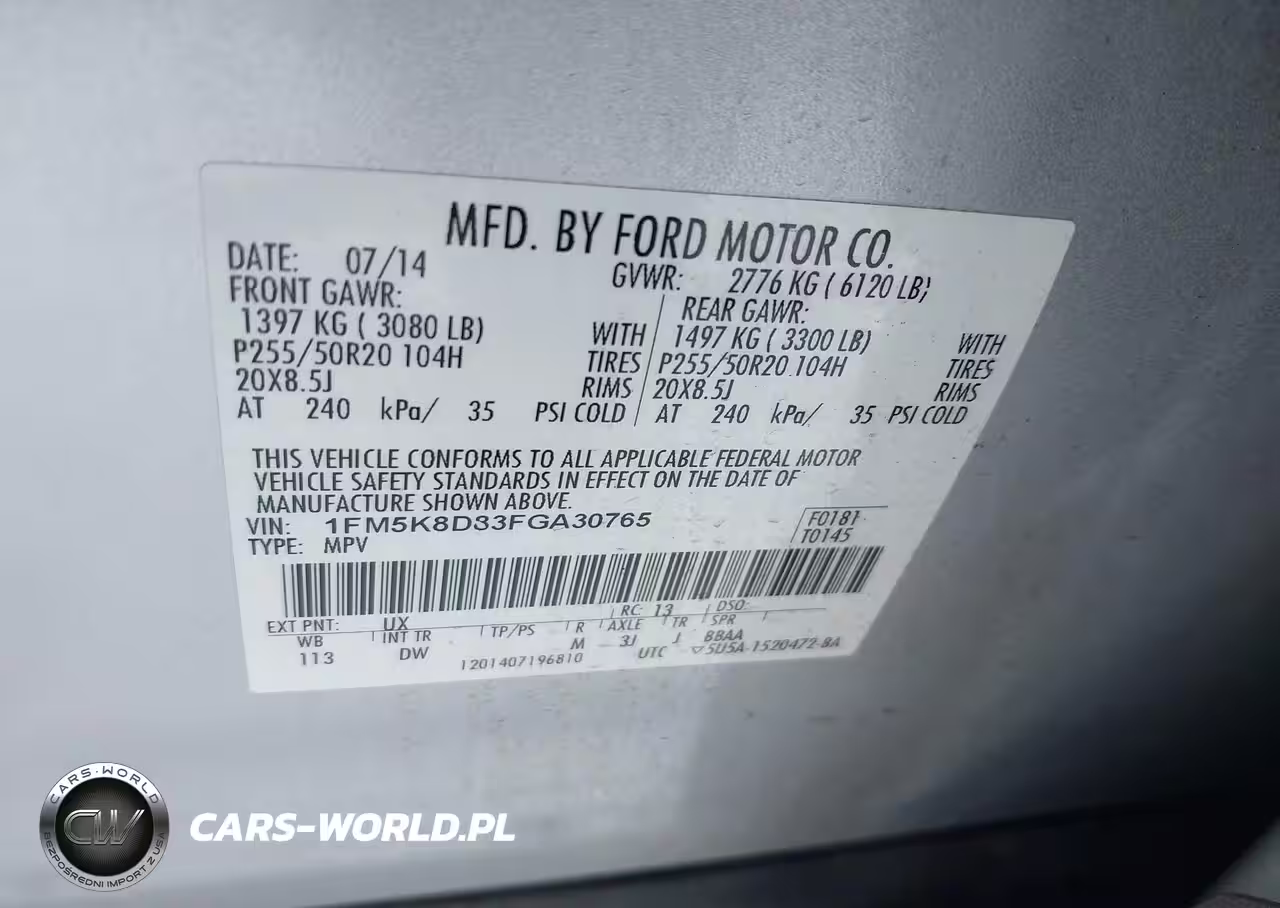 MFD. BY FORD MOTOR CO.
DATE: 07/14
GVWR: 2776 KG ( 6120 LB)
FRONT GAWR:
1397 KG ( 3080 LB) WITH
P255/50R20 104H TIRES
20X8.5J RIMS
AT 240 kPa/ 35 PSI COLD
REAR GAWR:
1497 KG ( 3300 LB) WITH
P255/50R20 104H TIRES
20X8.5J RIMS
AT 240 kPa/ 35 PSI COLD
THIS VEHICLE CONFORMS TO ALL APPLICABLE FEDERAL MOTOR
VEHICLE SAFETY STANDARDS IN EFFECT ON THE DATE OF
MANUFACTURE SHOWN ABOVE.
VIN: 1FM5K8D83FGA30765
TYPE: MPV
F0181
T0145
EXT PNT: UX RC: 13 DSO:
WB INT TR TP/PS R AXLE TR SPR
113 DW M 3J J BBAA
1201407196810 UTC ▽5U5A-1520472-BA
CARS-WORLD
CW
BEZPOŚREDNI IMPORT Z USA
CARS-WORLD.PL